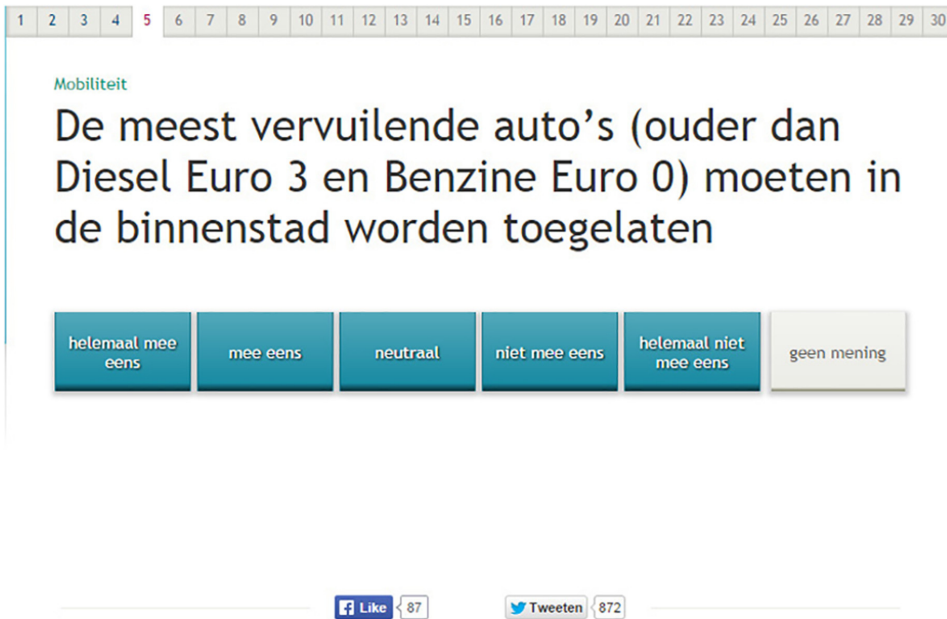 1 2 3 4 5 6 7 8 9 10 11 12 13 14 15 16 17 18 19 20 21 22 23 24 25 26 27 28 29 30
Mobiliteit
De meest vervuilende auto's (ouder dan
Diesel Euro 3 en Benzine Euro 0) moeten in
de binnenstad worden toegelaten
helemaal mee
eens
mee eens
neutraal
niet mee eens
helemaal niet
mee eens
geen mening
Like 87
Tweeten 872